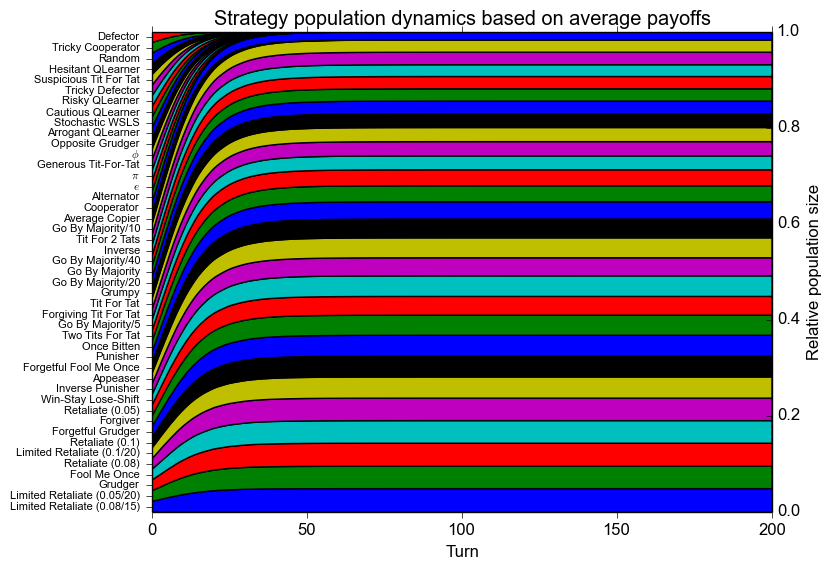 Strategy population dynamics based on average payoffs
Defector
Tricky Cooperator
Random
Hesitant QLearner
Suspicious Tit For Tat
Tricky Defector
Risky QLearner
Cautious QLearner
Stochastic WSLS
Arrogant QLearner
Opposite Grudger
ϕ
Generous Tit-For-Tat
π
e
Alternator
Cooperator
Average Copier
Go By Majority/10
Tit For 2 Tats
Inverse
Go By Majority/40
Go By Majority
Go By Majority/20
Grumpy
Tit For Tat
Forgiving Tit For Tat
Go By Majority/5
Two Tits For Tat
Once Bitten
Punisher
Forgetful Fool Me Once
Appeaser
Inverse Punisher
Win-Stay Lose-Shift
Retaliate (0.05)
Forgiver
Forgetful Grudger
Retaliate (0.1)
Limited Retaliate (0.1/20)
Retaliate (0.08)
Fool Me Once
Grudger
Limited Retaliate (0.05/20)
Limited Retaliate (0.08/15)
1.0
0.8
0.6
0.4
0.2
0.0
Relative population size
0 50 100 150 200
Turn